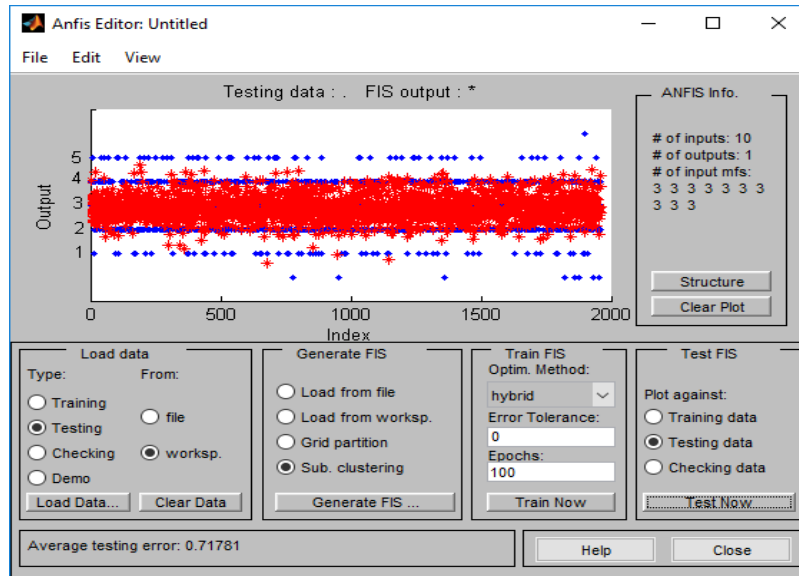 Anfis Editor: Untitled
File Edit View
Testing data : . FIS output : *
5
4
3
2
1
Output
0 500 1000 1500 2000
Index
ANFIS Info.
# of inputs: 10
# of outputs: 1
# of input mfs:
3 3 3 3 3 3 3
3 3 3
Structure
Clear Plot
Load data
Type: From:
Training
Testing
Checking
Demo
file
worksp.
Load Data... Clear Data
Generate FIS
Load from file
Load from worksp.
Grid partition
Sub. clustering
Generate FIS ...
Train FIS
Optim. Method:
hybrid
Error Tolerance:
0
Epochs:
100
Train Now
Test FIS
Plot against:
Training data
Testing data
Checking data
Test Now
Average testing error: 0.71781
Help Close